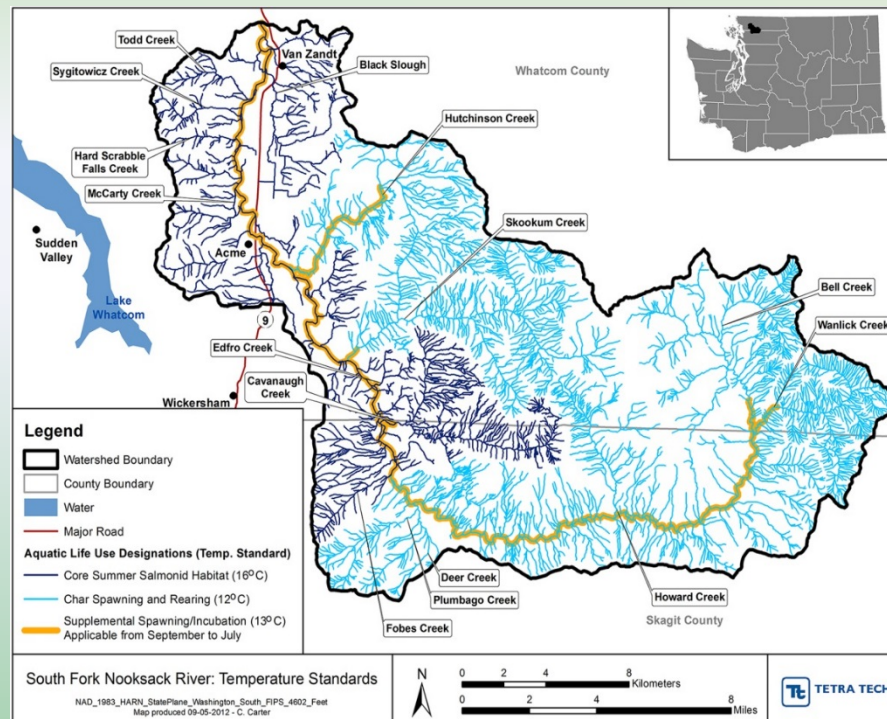 Todd Creek
Van Zandt
Sygitowicz Creek
Black Slough
Whatcom County
Hutchinson Creek
Hard Scrabble
Falls Creek
McCarty Creek
Skookum Creek
Sudden
Valley
Acme
Bell Creek
Lake
Whatcom
Wanlick Creek
9
Edfro Creek
Cavanaugh
Creek
Wickersham
Legend
Watershed Boundary
County Boundary
Water
Major Road
Aquatic Life Use Designations (Temp. Standard)
Core Summer Salmonid Habitat (16°C)
Char Spawning and Rearing (12°C)
Supplemental Spawning/Incubation (13°C)
Applicable from September to July
Deer Creek
Plumbago Creek
Howard Creek
Fobes Creek
Skagit County
South Fork Nooksack River: Temperature Standards
NAD_1983_HARN_StatePlane_Washington_South_FIPS_4602_Feet
Map produced 09-05-2012 - C. Carter
N
0 2 4 8
Kilometers
0 2 4 8
Miles
Tt
TETRA TECH